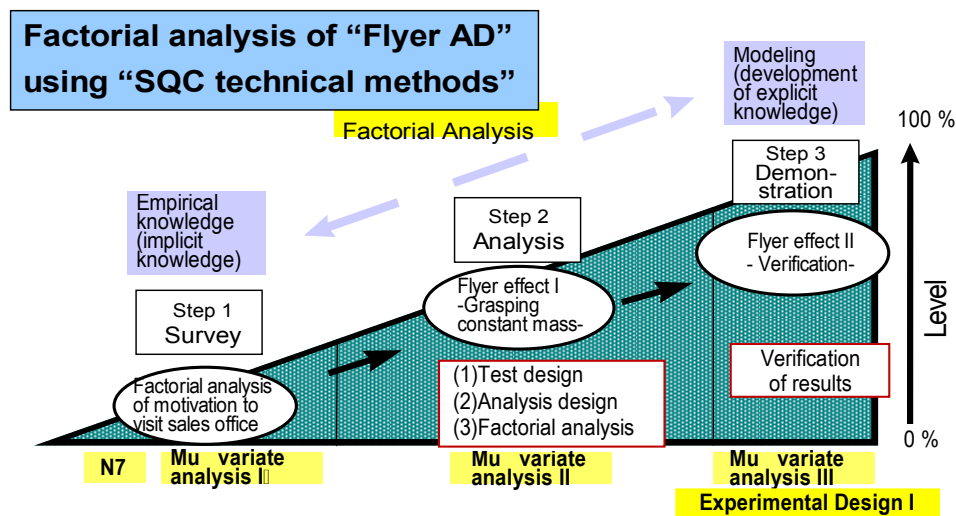 Factorial analysis of “Flyer AD”
using “SQC technical methods”
Factorial Analysis
Modeling
(development
of explicit
knowledge)
100 %
Empirical
knowledge
(implicit
knowledge)
Step 1
Survey
Factorial analysis
of motivation to
visit sales office
Step 2
Analysis
Flyer effect I
-Grasping
constant mass-
(1)Test design
(2)Analysis design
(3)Factorial analysis
Step 3
Demon-
stration
Flyer effect II
- Verification-
Verification
of results
Level
0 %
N7
Mu variate
analysis I
Mu variate
analysis II
Mu variate
analysis III
Experimental Design I